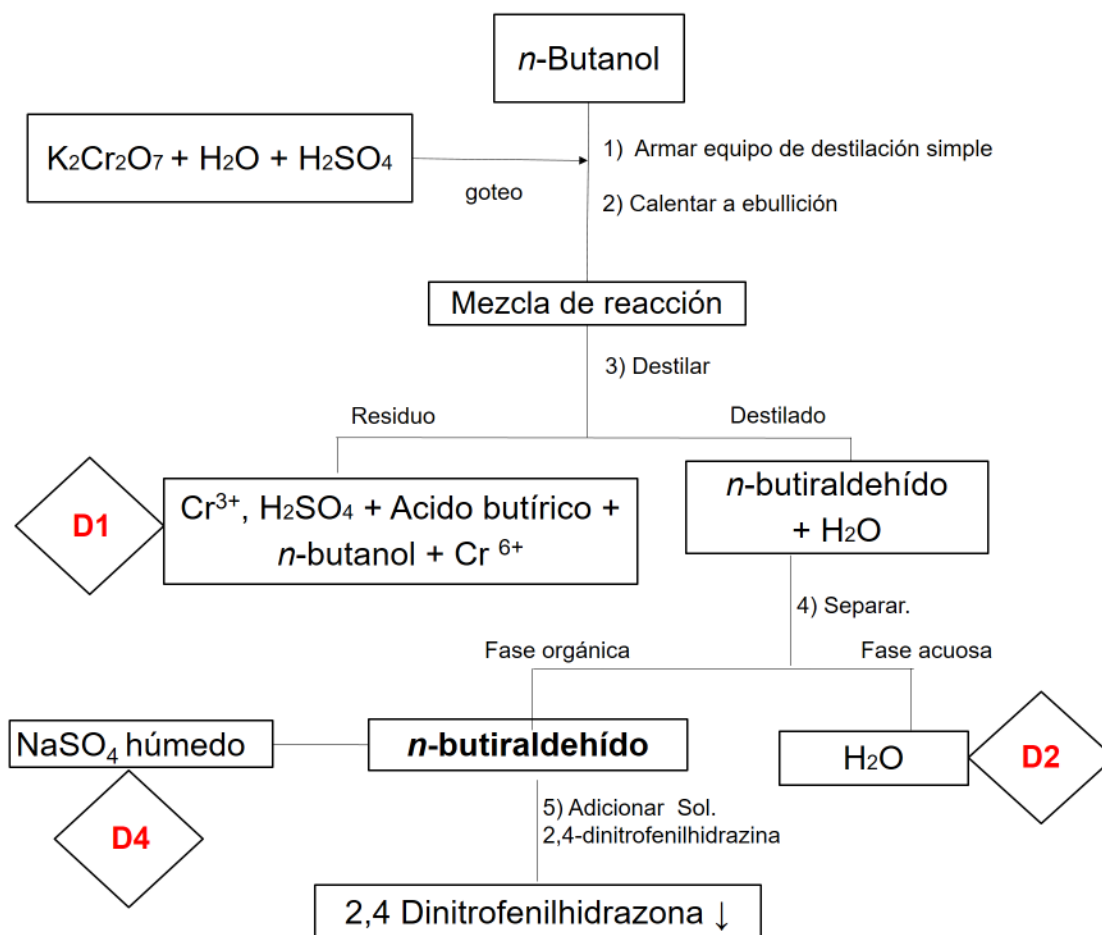 n-Butanol
K₂Cr₂O₇ + H₂O + H₂SO₄
goteo
1) Armar equipo de destilación simple
2) Calentar a ebullición
Mezcla de reacción
3) Destilar
Residuo
Destilado
D1
Cr³⁺, H₂SO₄ + Acido butírico +
n-butanol + Cr ⁶⁺
n-butiraldehído
+ H₂O
4) Separar.
Fase orgánica
Fase acuosa
NaSO₄ húmedo
n-butiraldehído
H₂O
D2
D4
5) Adicionar Sol.
2,4-dinitrofenilhidrazina
2,4 Dinitrofenilhidrazona ↓